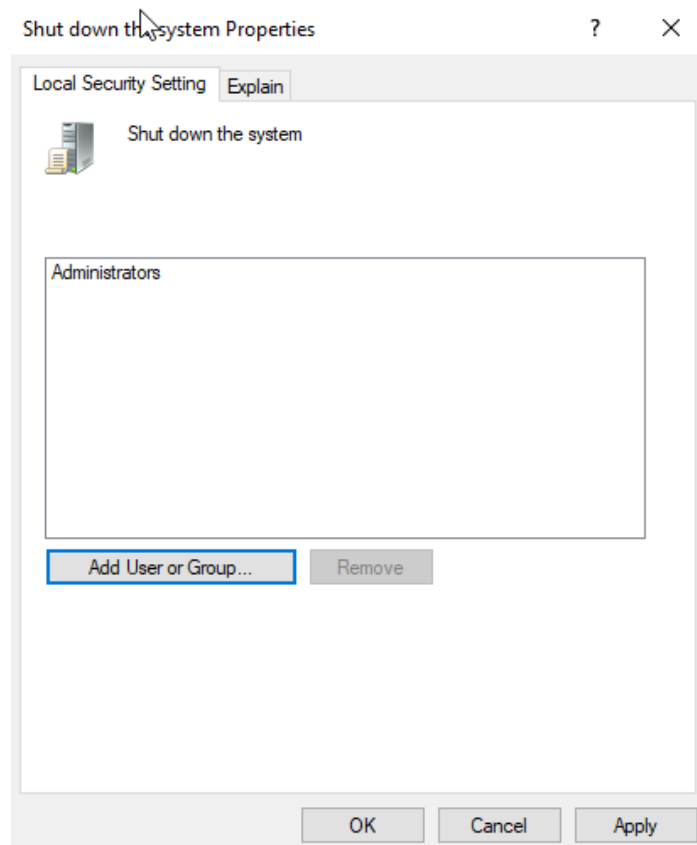 Shut down the system Properties ? ✕
Local Security Setting Explain
Shut down the system
Administrators
Add User or Group... Remove
OK Cancel Apply